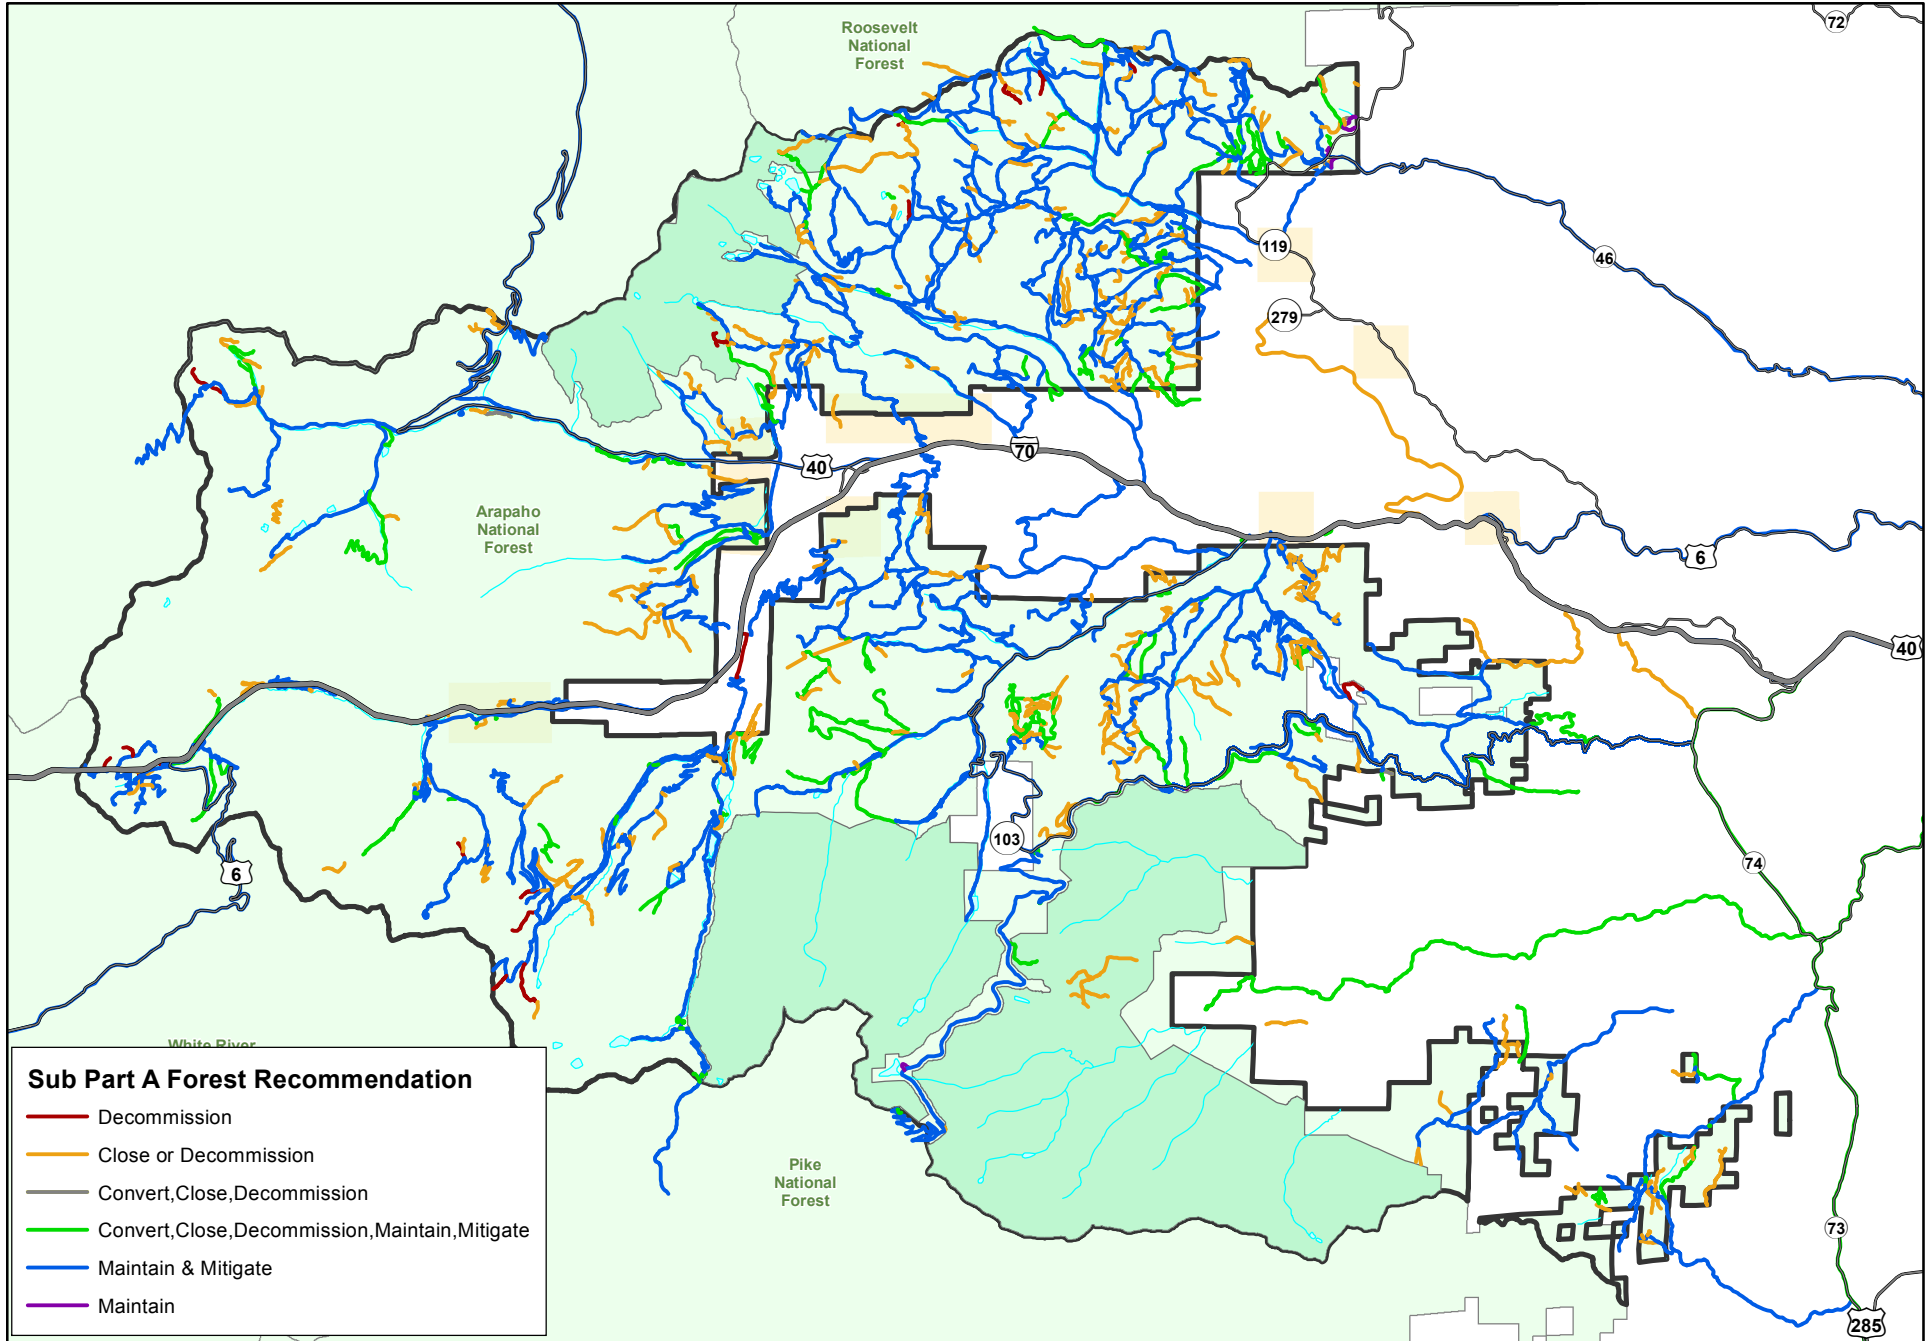 72
Roosevelt
National
Forest
119
46
279
70
40
Arapaho
National
Forest
6
40
103
74
6
White River
Pike
National
Forest
73
285
Sub Part A Forest Recommendation
Decommission
Close or Decommission
Convert,Close,Decommission
Convert,Close,Decommission,Maintain,Mitigate
Maintain & Mitigate
Maintain